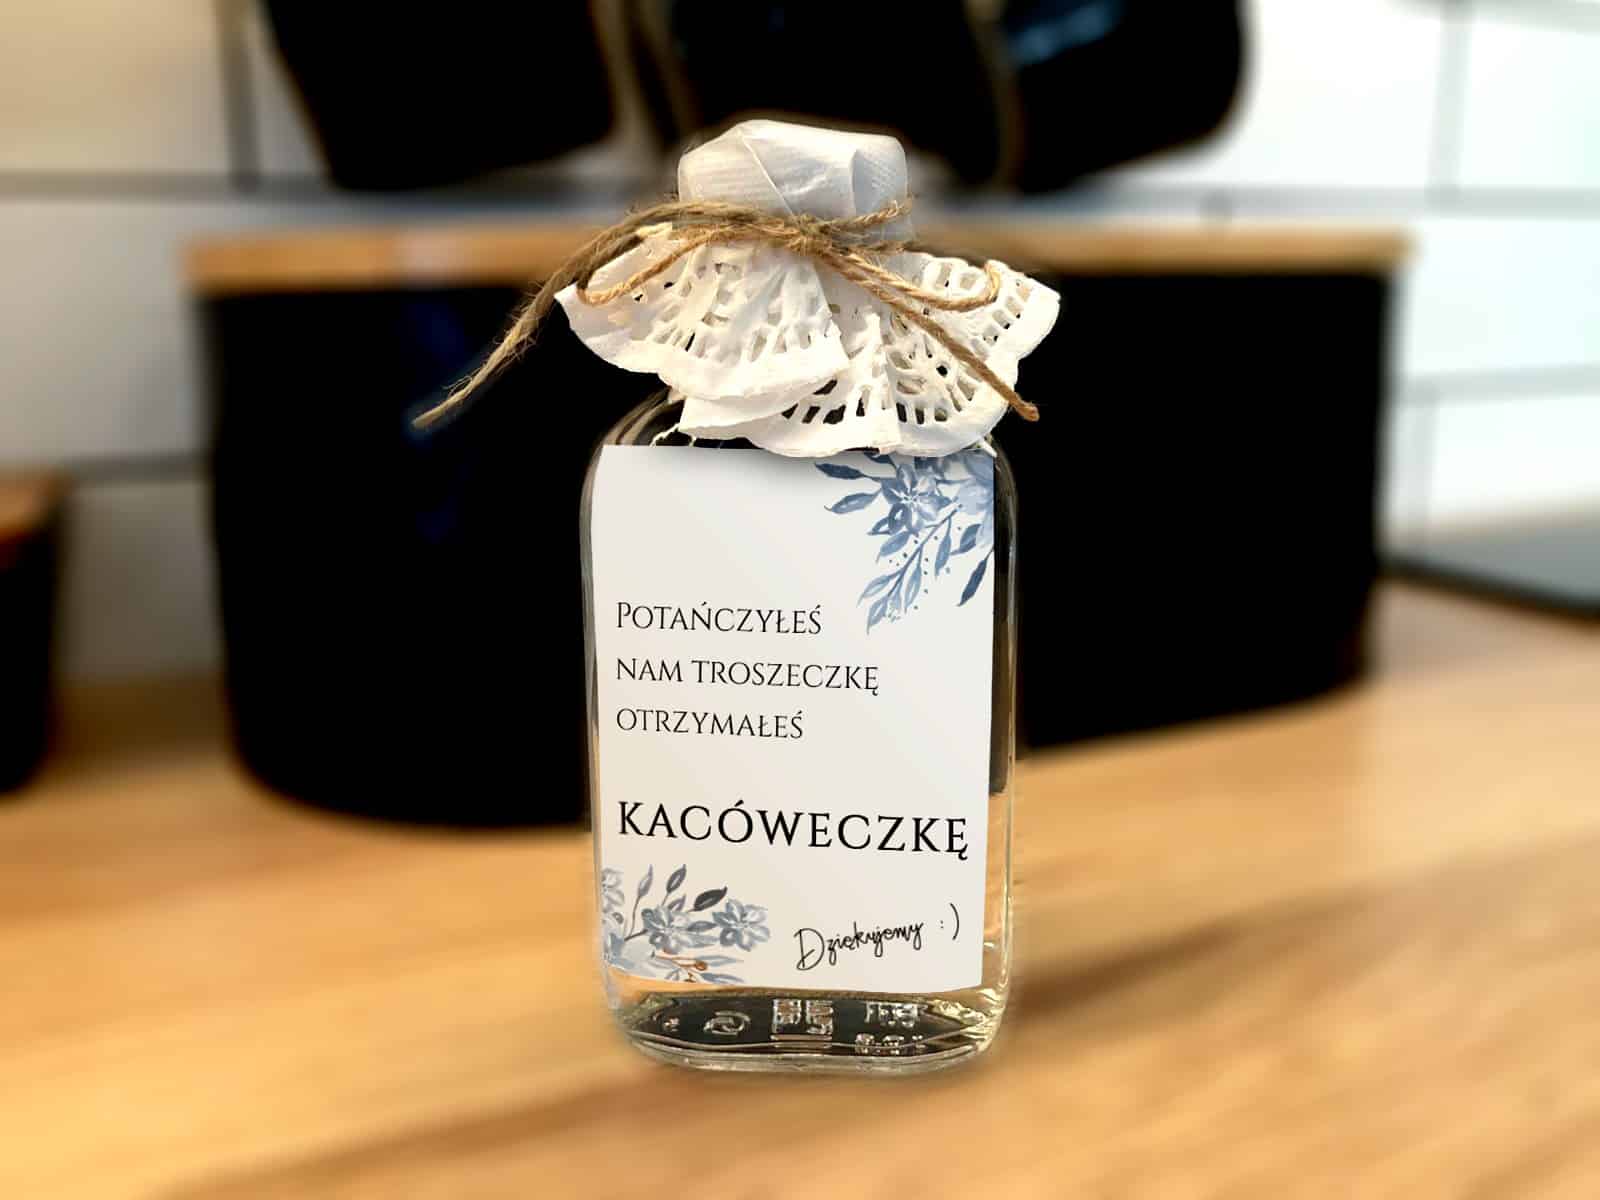 Potańczyłeś
nam troszeczkę
otrzymałeś
kacóweczkę
Dziękujemy :)